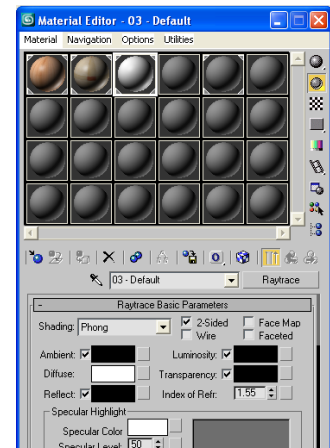 Material Editor - 03 - Default
Material Navigation Options Utilities
03 - Default Raytrace
- Raytrace Basic Parameters
Shading: Phong 2-Sided Face Map
Wire Faceted
Ambient: Luminosity:
Diffuse: Transparency:
Reflect: Index of Refr: 1.55
Specular Highlight
Specular Color
Specular Level: 50